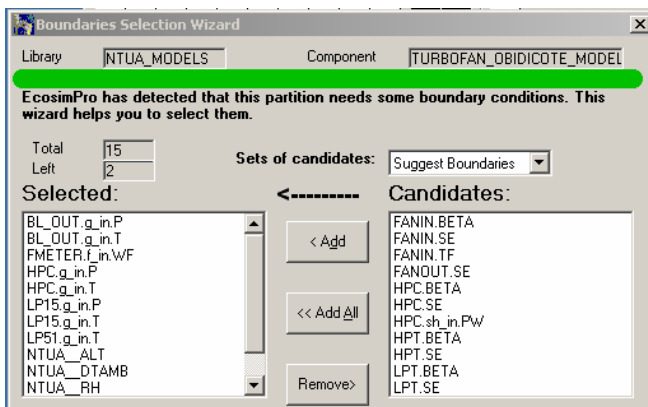 Boundaries Selection Wizard
Library NTUA_MODELS Component TURBOFAN_OBIDICOTE_MODEL
EcosimPro has detected that this partition needs some boundary conditions. This
wizard helps you to select them.
Total 15
Left 2
Sets of candidates: Suggest Boundaries
Selected: <--------- Candidates:
BL_OUT.g_in.P
BL_OUT.g_in.T
FMETER.f_in.WF
HPC.g_in.P
HPC.g_in.T
LP15.g_in.P
LP15.g_in.T
LP51.g_in.T
NTUA__ALT
NTUA__DTAMB
NTUA__RH
< Add
<< Add All
Remove>
FANIN.BETA
FANIN.SE
FANIN.TF
FANOUT.SE
HPC.BETA
HPC.SE
HPC.sh_in.PW
HPT.BETA
HPT.SE
LPT.BETA
LPT.SE